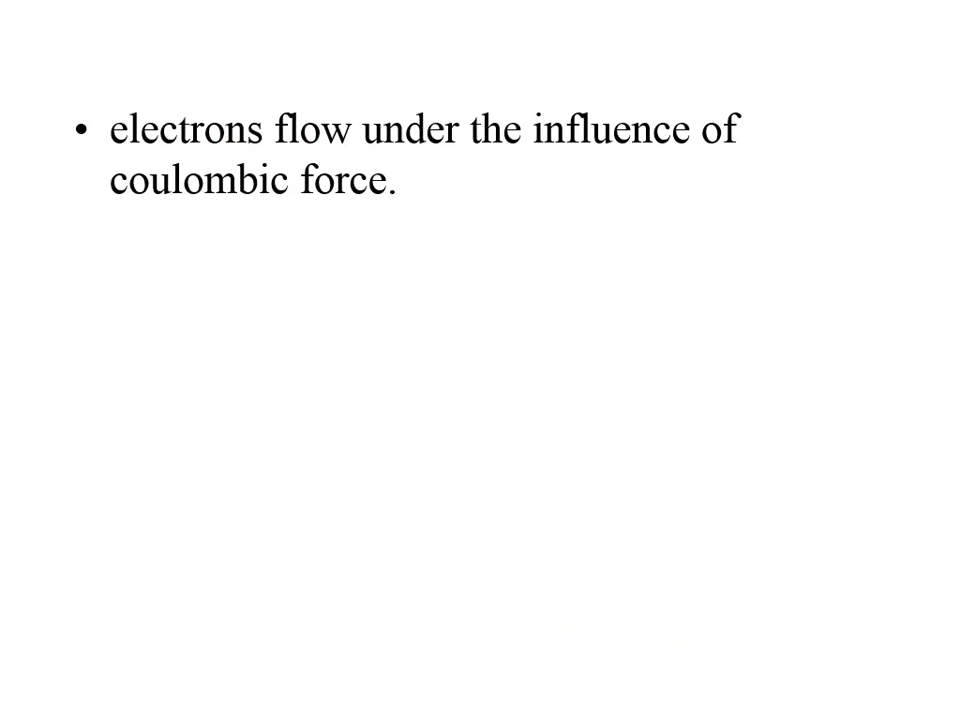 • electrons flow under the influence of
coulombic force.